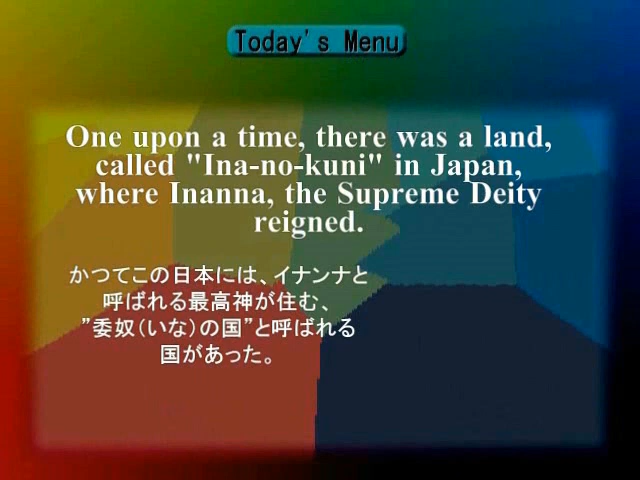 Today's Menu
One upon a time, there was a land,
called "Ina-no-kuni" in Japan,
where Inanna, the Supreme Deity
reigned.
かつてこの日本には、イナンナと
呼ばれる最高神が住む、
”委奴（いな）の国”と呼ばれる
国があった。